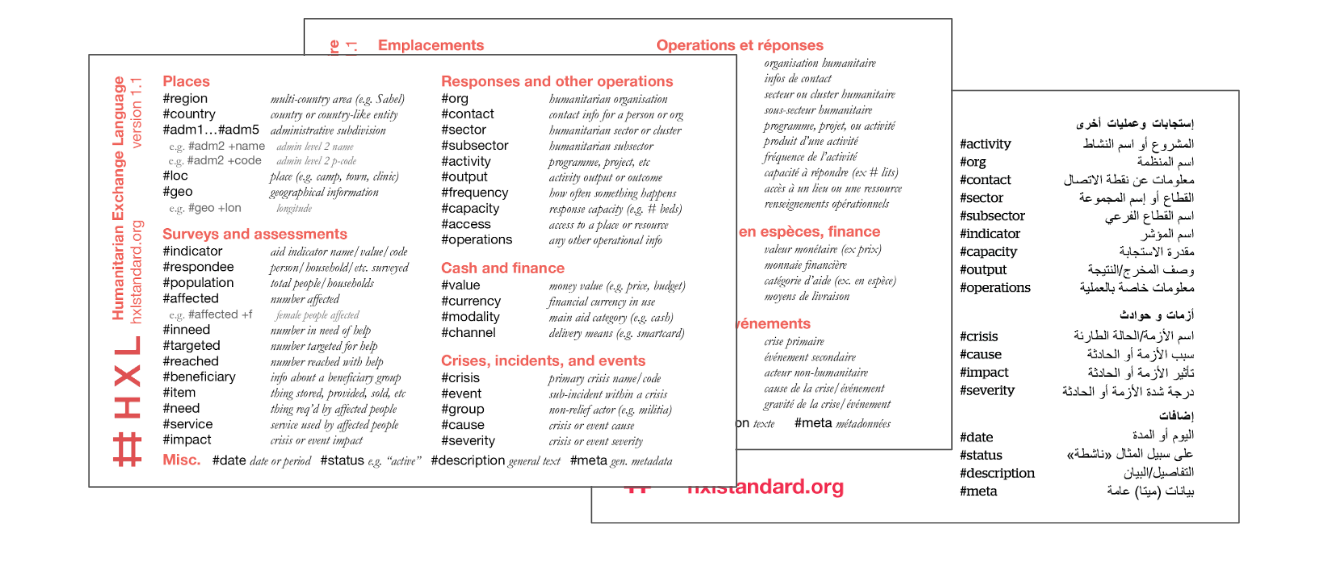 #HXL Humanitarian Exchange Language
hxlstandard.org version 1.1
Places
#region multi-country area (e.g. Sahel)
#country country or country-like entity
#adm1…#adm5 administrative subdivision
e.g. #adm2 +name admin level 2 name
e.g. #adm2 +code admin level 2 p-code
#loc place (e.g. camp, town, clinic)
#geo geographical information
e.g. #geo +lon longitude
Surveys and assessments
#indicator aid indicator name/value/code
#respondee person/household/etc. surveyed
#population total people/households
#affected number affected
e.g. #affected +f female people affected
#inneed number in need of help
#targeted number targeted for help
#reached number reached with help
#beneficiary info about a beneficiary group
#item thing stored, provided, sold, etc
#need thing req'd by affected people
#service service used by affected people
#impact crisis or event impact
Responses and other operations
#org humanitarian organisation
#contact contact info for a person or org
#sector humanitarian sector or cluster
#subsector humanitarian subsector
#activity programme, project, etc
#output activity output or outcome
#frequency how often something happens
#capacity response capacity (e.g. # beds)
#access access to a place or resource
#operations any other operational info
Cash and finance
#value money value (e.g. price, budget)
#currency financial currency in use
#modality main aid category (e.g. cash)
#channel delivery means (e.g. smartcard)
Crises, incidents, and events
#crisis primary crisis name/code
#event sub-incident within a crisis
#group non-relief actor (e.g. militia)
#cause crisis or event cause
#severity crisis or event severity
Misc. #date date or period #status e.g. “active” #description general text #meta gen. metadata
Emplacements
Operations et réponses
organisation humanitaire
infos de contact
secteur ou cluster humanitaire
sous-secteur humanitaire
programme, projet, ou activité
produit d'une activité
fréquence de l'activité
capacité à répondre (ex # lits)
accès à un lieu ou une ressource
renseignements opérationnels
en espèces, finance
valeur monétaire (ex prix)
monnaie financière
catégorie d'aide (ex. en espèce)
moyens de livraison
vénements
crise primaire
événement secondaire
acteur non-humanitaire
cause de la crise/événement
gravité de la crise/événement
on texte #meta métadonnées
إستجابات وعمليات أخرى
#activity المشروع أو اسم النشاط
#org اسم المنظمة
#contact معلومات عن نقطة الاتصال
#sector القطاع أو إسم المجموعة
#subsector اسم القطاع الفرعي
#indicator اسم المؤشر
#capacity مقدرة الاستجابة
#output وصف المخرج/النتيجة
#operations معلومات خاصة بالعملية
أزمات و حوادث
#crisis اسم الأزمة/الحالة الطارئة
#cause سبب الأزمة أو الحادثة
#impact تأثير الأزمة أو الحادثة
#severity درجة شدة الأزمة أو الحادثة
إضافات
#date اليوم أو المدة
#status على سبيل المثال «ناشطة»
#description التفاصيل/البيان
#meta بيانات (ميتا) عامة
hxlstandard.org